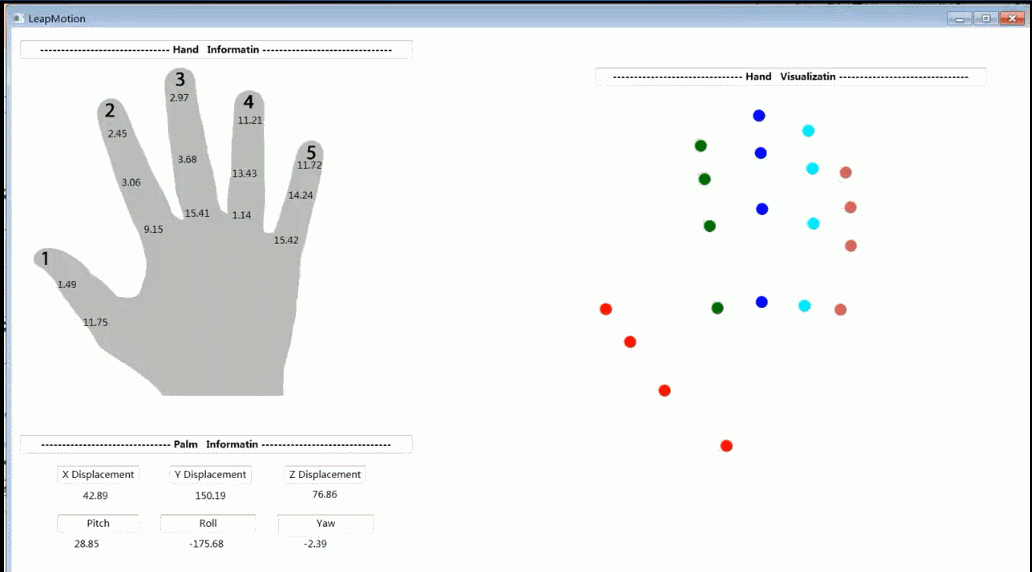 LeapMotion
------------------------------- Hand Informatin -------------------------------
------------------------------- Hand Visualizatin -------------------------------
3
2.97
4
11.21
2
2.45
5
11.72
3.68
13.43
3.06
14.24
15.41
1.14
9.15
15.42
1
1.49
11.75
------------------------------- Palm Informatin -------------------------------
X Displacement Y Displacement Z Displacement
42.89 150.19 76.86
Pitch Roll Yaw
28.85 -175.68 -2.39